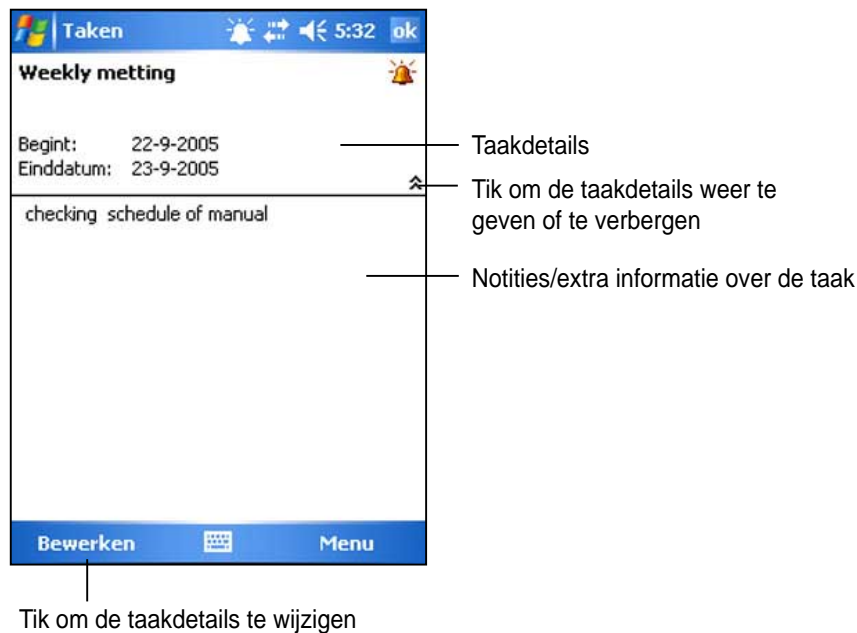 Taken 5:32 ok
Weekly metting
Begint: 22-9-2005
Einddatum: 23-9-2005
checking schedule of manual
Bewerken Menu
Taakdetails
Tik om de taakdetails weer te
geven of te verbergen
Notities/extra informatie over de taak
Tik om de taakdetails te wijzigen